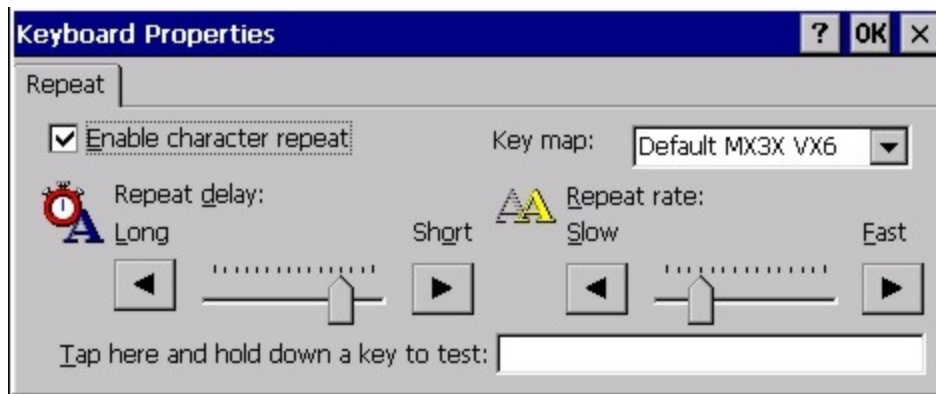 Keyboard Properties ? OK ×
Repeat
Enable character repeat Key map: Default MX3X VX6
Repeat delay: Repeat rate:
Long Short Slow Fast
Tap here and hold down a key to test: